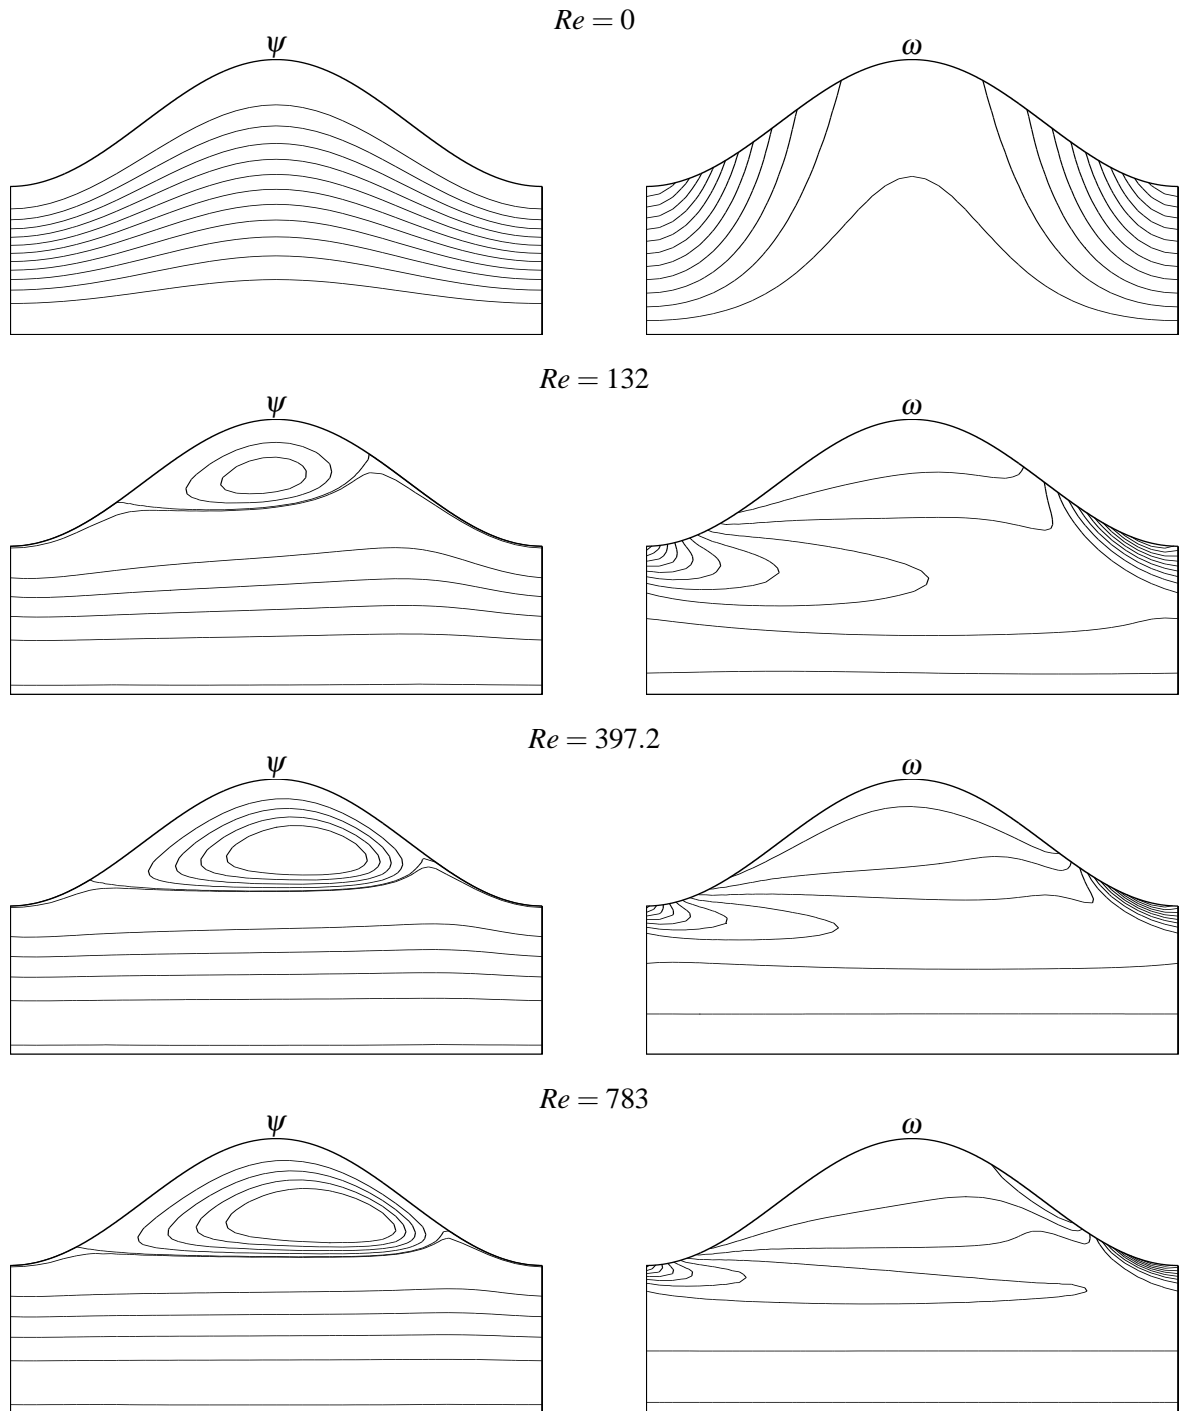 Re = 0
ψ ω
Re = 132
ψ ω
Re = 397.2
ψ ω
Re = 783
ψ ω